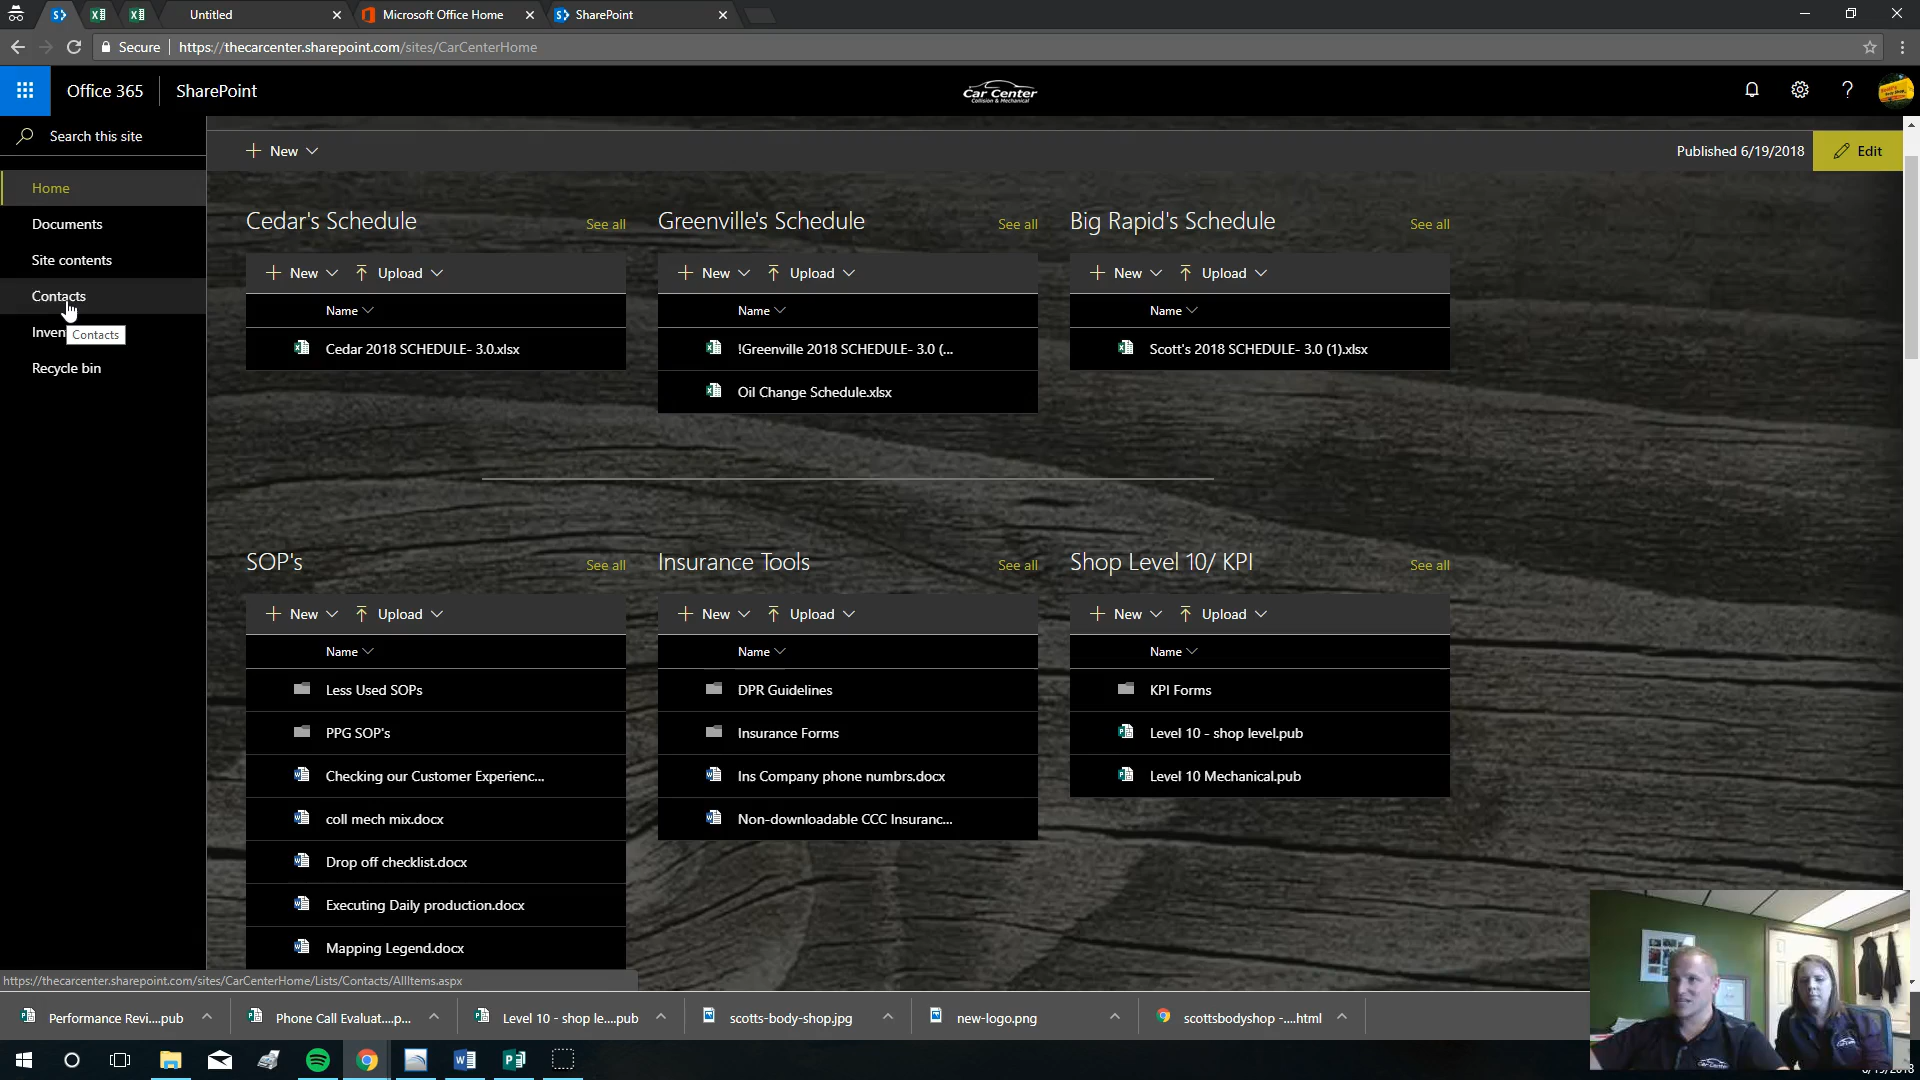 Untitled
Microsoft Office Home
SharePoint
Secure
https://thecarcenter.sharepoint.com/sites/CarCenterHome
Office 365
SharePoint
Car Center
Collision & Mechanical
Search this site
New
Published 6/19/2018
Edit
Home
Documents
Site contents
Contacts
Inven
Contacts
Recycle bin
Cedar's Schedule
See all
Greenville's Schedule
See all
Big Rapid's Schedule
See all
New
Upload
New
Upload
New
Upload
Name
Name
Name
Cedar 2018 SCHEDULE- 3.0.xlsx
!Greenville 2018 SCHEDULE- 3.0 (...
Scott's 2018 SCHEDULE- 3.0 (1).xlsx
Oil Change Schedule.xlsx
SOP's
See all
Insurance Tools
See all
Shop Level 10/ KPI
See all
New
Upload
New
Upload
New
Upload
Name
Name
Name
Less Used SOPs
DPR Guidelines
KPI Forms
PPG SOP's
Insurance Forms
Level 10 - shop level.pub
Checking our Customer Experienc...
Ins Company phone numbrs.docx
Level 10 Mechanical.pub
coll mech mix.docx
Non-downloadable CCC Insuranc...
Drop off checklist.docx
Executing Daily production.docx
Mapping Legend.docx
https://thecarcenter.sharepoint.com/sites/CarCenterHome/Lists/Contacts/AllItems.aspx
Performance Revi....pub
Phone Call Evaluat....p...
Level 10 - shop le....pub
scotts-body-shop.jpg
new-logo.png
scottsbodyshop -....html